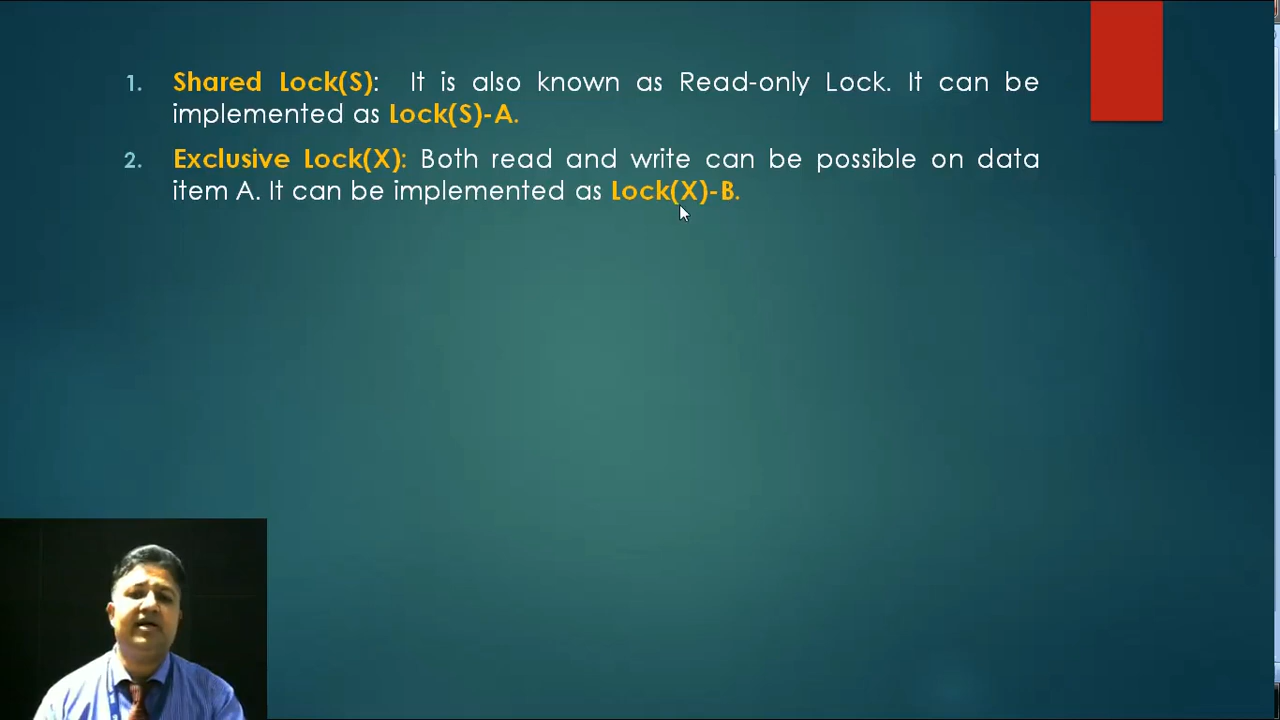 1. Shared Lock(S): It is also known as Read-only Lock. It can be
implemented as Lock(S)-A.
2. Exclusive Lock(X): Both read and write can be possible on data
item A. It can be implemented as Lock(X)-B.